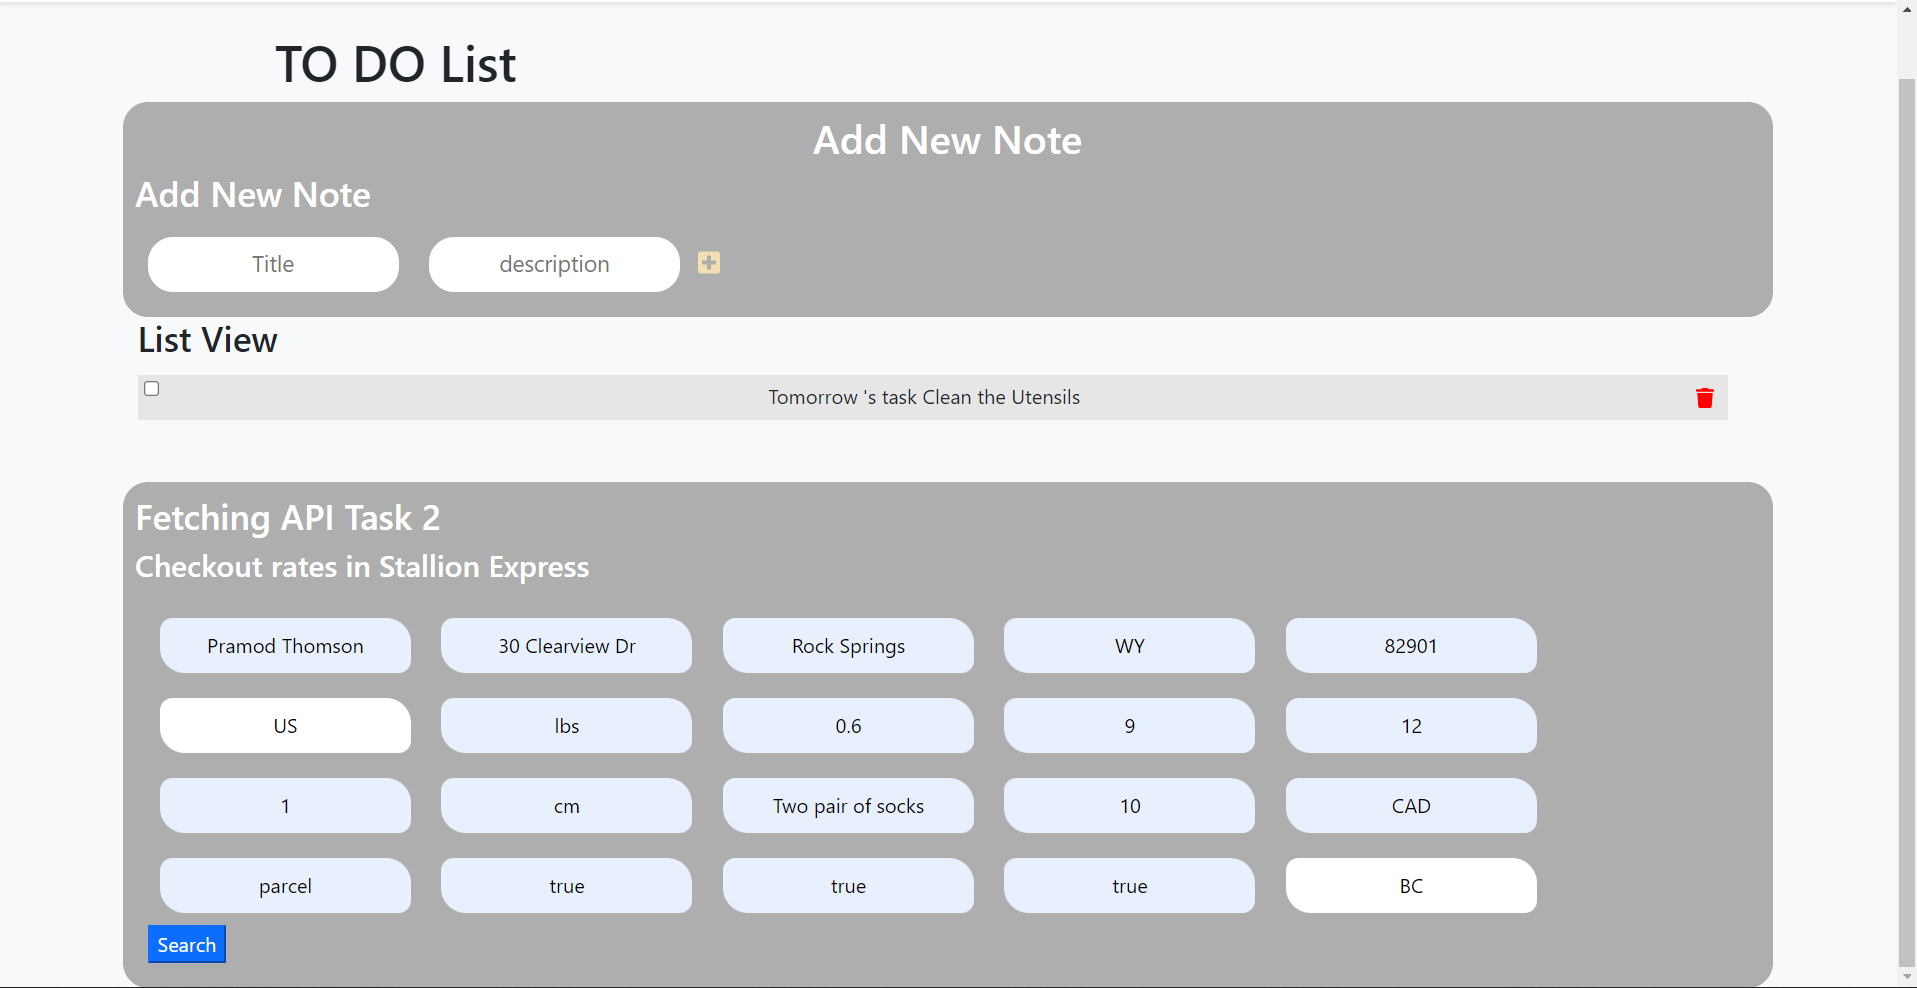 TO DO List
Add New Note
Add New Note
Title description
List View
Tomorrow 's task Clean the Utensils
Fetching API Task 2
Checkout rates in Stallion Express
Pramod Thomson 30 Clearview Dr Rock Springs WY 82901
US lbs 0.6 9 12
1 cm Two pair of socks 10 CAD
parcel true true true BC
Search